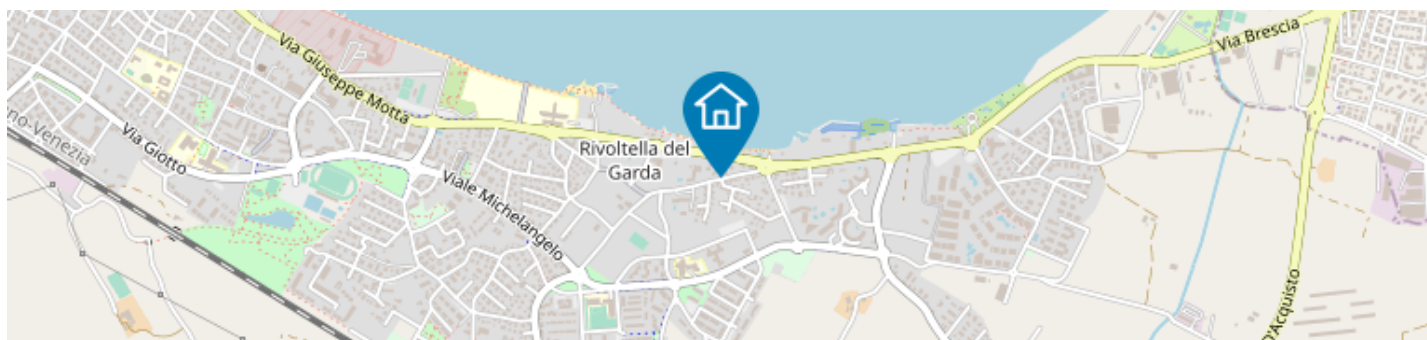 Via Giuseppe Motta
Via Brescia
no-Venezia
Via Giotto
Rivoltella del
Garda
Viale Michelangelo
D'Acquisto